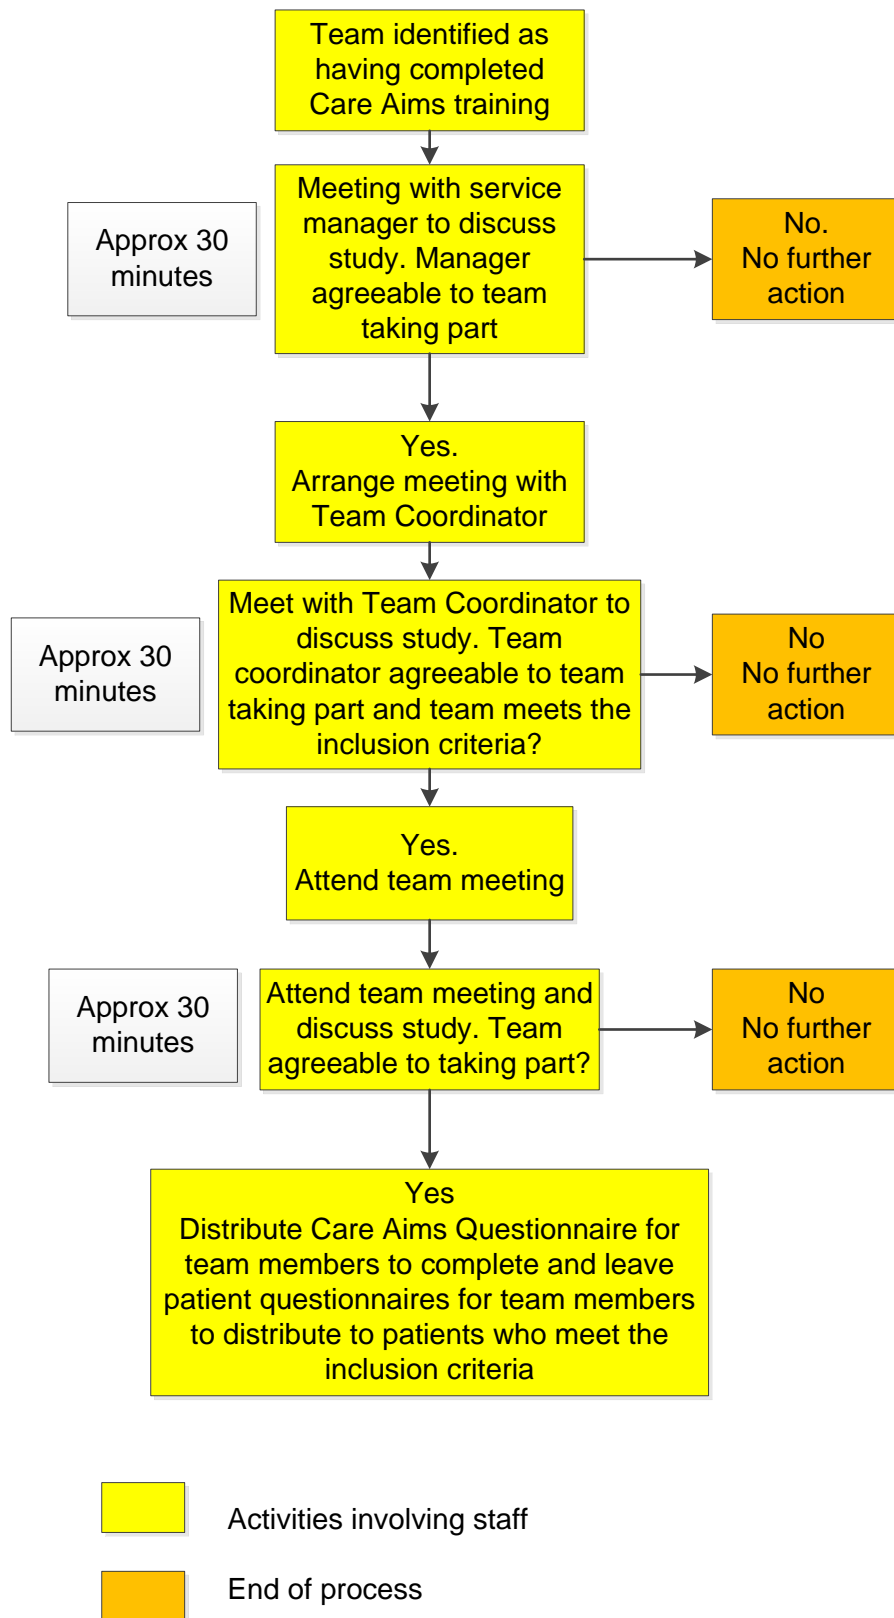 Team identified as
having completed
Care Aims training
Approx 30
minutes
Meeting with service
manager to discuss
study. Manager
agreeable to team
taking part
No.
No further
action
Yes.
Arrange meeting with
Team Coordinator
Approx 30
minutes
Meet with Team Coordinator to
discuss study. Team
coordinator agreeable to team
taking part and team meets the
inclusion criteria?
No
No further
action
Yes.
Attend team meeting
Approx 30
minutes
Attend team meeting and
discuss study. Team
agreeable to taking part?
No
No further
action
Yes
Distribute Care Aims Questionnaire for
team members to complete and leave
patient questionnaires for team members
to distribute to patients who meet the
inclusion criteria
Activities involving staff
End of process